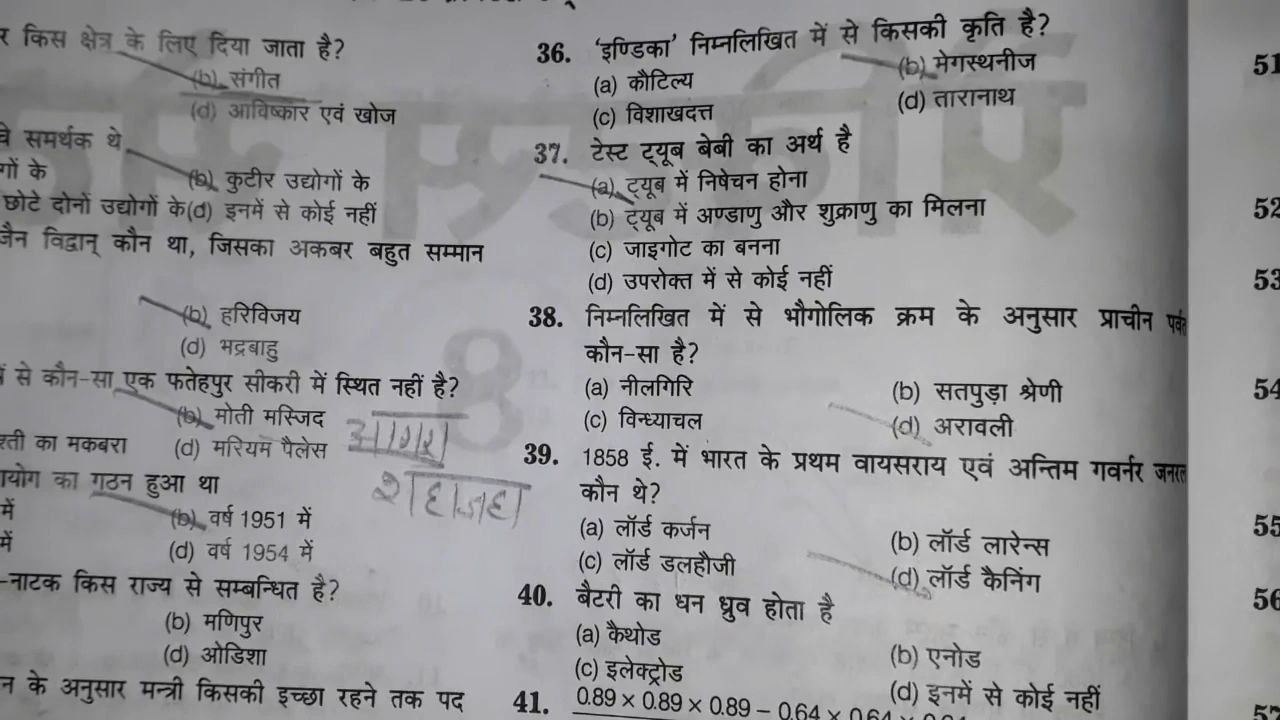 र किस क्षेत्र के लिए दिया जाता है?
(b) संगीत
(d) आविष्कार एवं खोज
समर्थक थे
गों के
(b) कुटीर उद्योगों के
छोटे दोनों उद्योगों के(d) इनमें से कोई नहीं
जैन विद्वान् कौन था, जिसका अकबर बहुत सम्मान
(b) हरिविजय
(d) भद्रबाहु
से कौन-सा एक फतेहपुर सीकरी में स्थित नहीं है?
(b) मोती मस्जिद
आगरा
श्ती का मकबरा (d) मरियम पैलेस
शाहजहा
योग का गठन हुआ था
में (b) वर्ष 1951 में
में (d) वर्ष 1954 में
-नाटक किस राज्य से सम्बन्धित है?
(b) मणिपुर
(d) ओडिशा
न के अनुसार मन्त्री किसकी इच्छा रहने तक पद
36. 'इण्डिका' निम्नलिखित में से किसकी कृति है?
(a) कौटिल्य (b) मेगस्थनीज
(c) विशाखदत्त (d) तारानाथ
37. टेस्ट ट्यूब बेबी का अर्थ है
(a) ट्यूब में निषेचन होना
(b) ट्यूब में अण्डाणु और शुक्राणु का मिलना
(c) जाइगोट का बनना
(d) उपरोक्त में से कोई नहीं
38. निम्नलिखित में से भौगोलिक क्रम के अनुसार प्राचीन पर्वत
कौन-सा है?
(a) नीलगिरि (b) सतपुड़ा श्रेणी
(c) विन्ध्याचल (d) अरावली
39. 1858 ई. में भारत के प्रथम वायसराय एवं अन्तिम गवर्नर जनरल
कौन थे?
(a) लॉर्ड कर्जन (b) लॉर्ड लारेन्स
(c) लॉर्ड डलहौजी (d) लॉर्ड कैनिंग
40. बैटरी का धन ध्रुव होता है
(a) कैथोड (b) एनोड
(c) इलेक्ट्रोड (d) इनमें से कोई नहीं
41. 0.89 × 0.89 × 0.89 − 0.64 × 0.64 ×
51
52
53
54
55
56